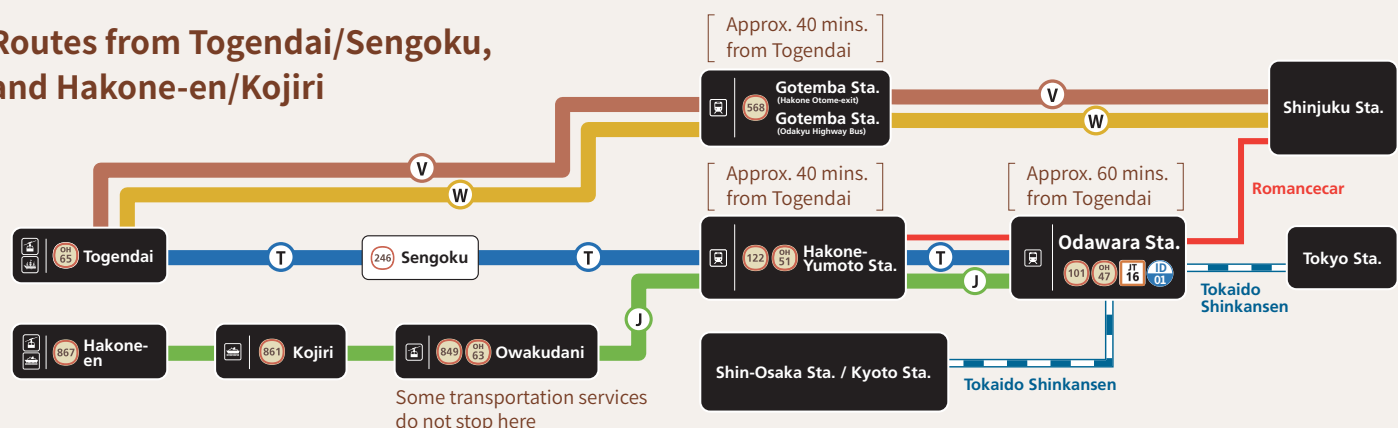 Routes from Togendai/Sengoku,
and Hakone-en/Kojiri
Approx. 40 mins.
from Togendai
568
Gotemba Sta.
(Hakone Otome-exit)
Gotemba Sta.
(Odakyu Highway Bus)
V
W
Shinjuku Sta.
V
W
Approx. 40 mins.
from Togendai
Approx. 60 mins.
from Togendai
Romancecar
OH
65
Togendai
T
246
Sengoku
T
122
OH
51
Hakone-
Yumoto Sta.
T
J
Odawara Sta.
101
OH
47
JT
16
ID
01
Tokyo Sta.
Tokaido
Shinkansen
J
867
Hakone-
en
861
Kojiri
849
OH
63
Owakudani
Some transportation services
do not stop here
Shin-Osaka Sta. / Kyoto Sta.
Tokaido Shinkansen